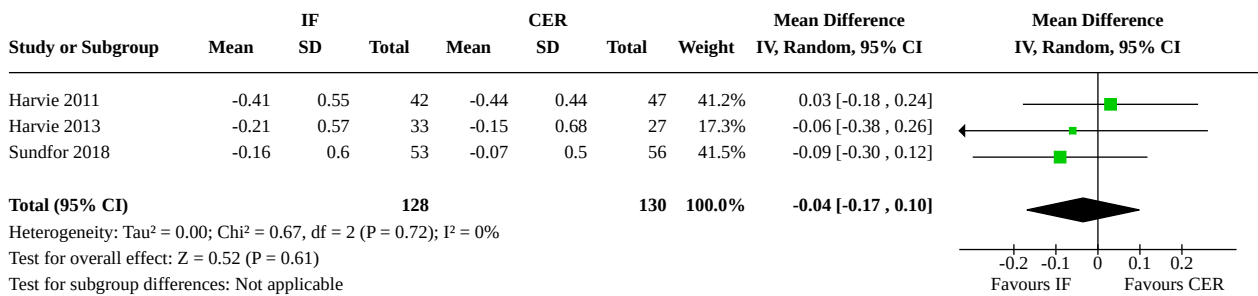 IF CER Mean Difference Mean Difference
Study or Subgroup Mean SD Total Mean SD Total Weight IV, Random, 95% CI IV, Random, 95% CI
Harvie 2011 -0.41 0.55 42 -0.44 0.44 47 41.2% 0.03 [-0.18 , 0.24]
Harvie 2013 -0.21 0.57 33 -0.15 0.68 27 17.3% -0.06 [-0.38 , 0.26]
Sundfor 2018 -0.16 0.6 53 -0.07 0.5 56 41.5% -0.09 [-0.30 , 0.12]
Total (95% CI) 128 130 100.0% -0.04 [-0.17 , 0.10]
Heterogeneity: Tau² = 0.00; Chi² = 0.67, df = 2 (P = 0.72); I² = 0%
Test for overall effect: Z = 0.52 (P = 0.61) -0.2 -0.1 0 0.1 0.2
Test for subgroup differences: Not applicable Favours IF Favours CER